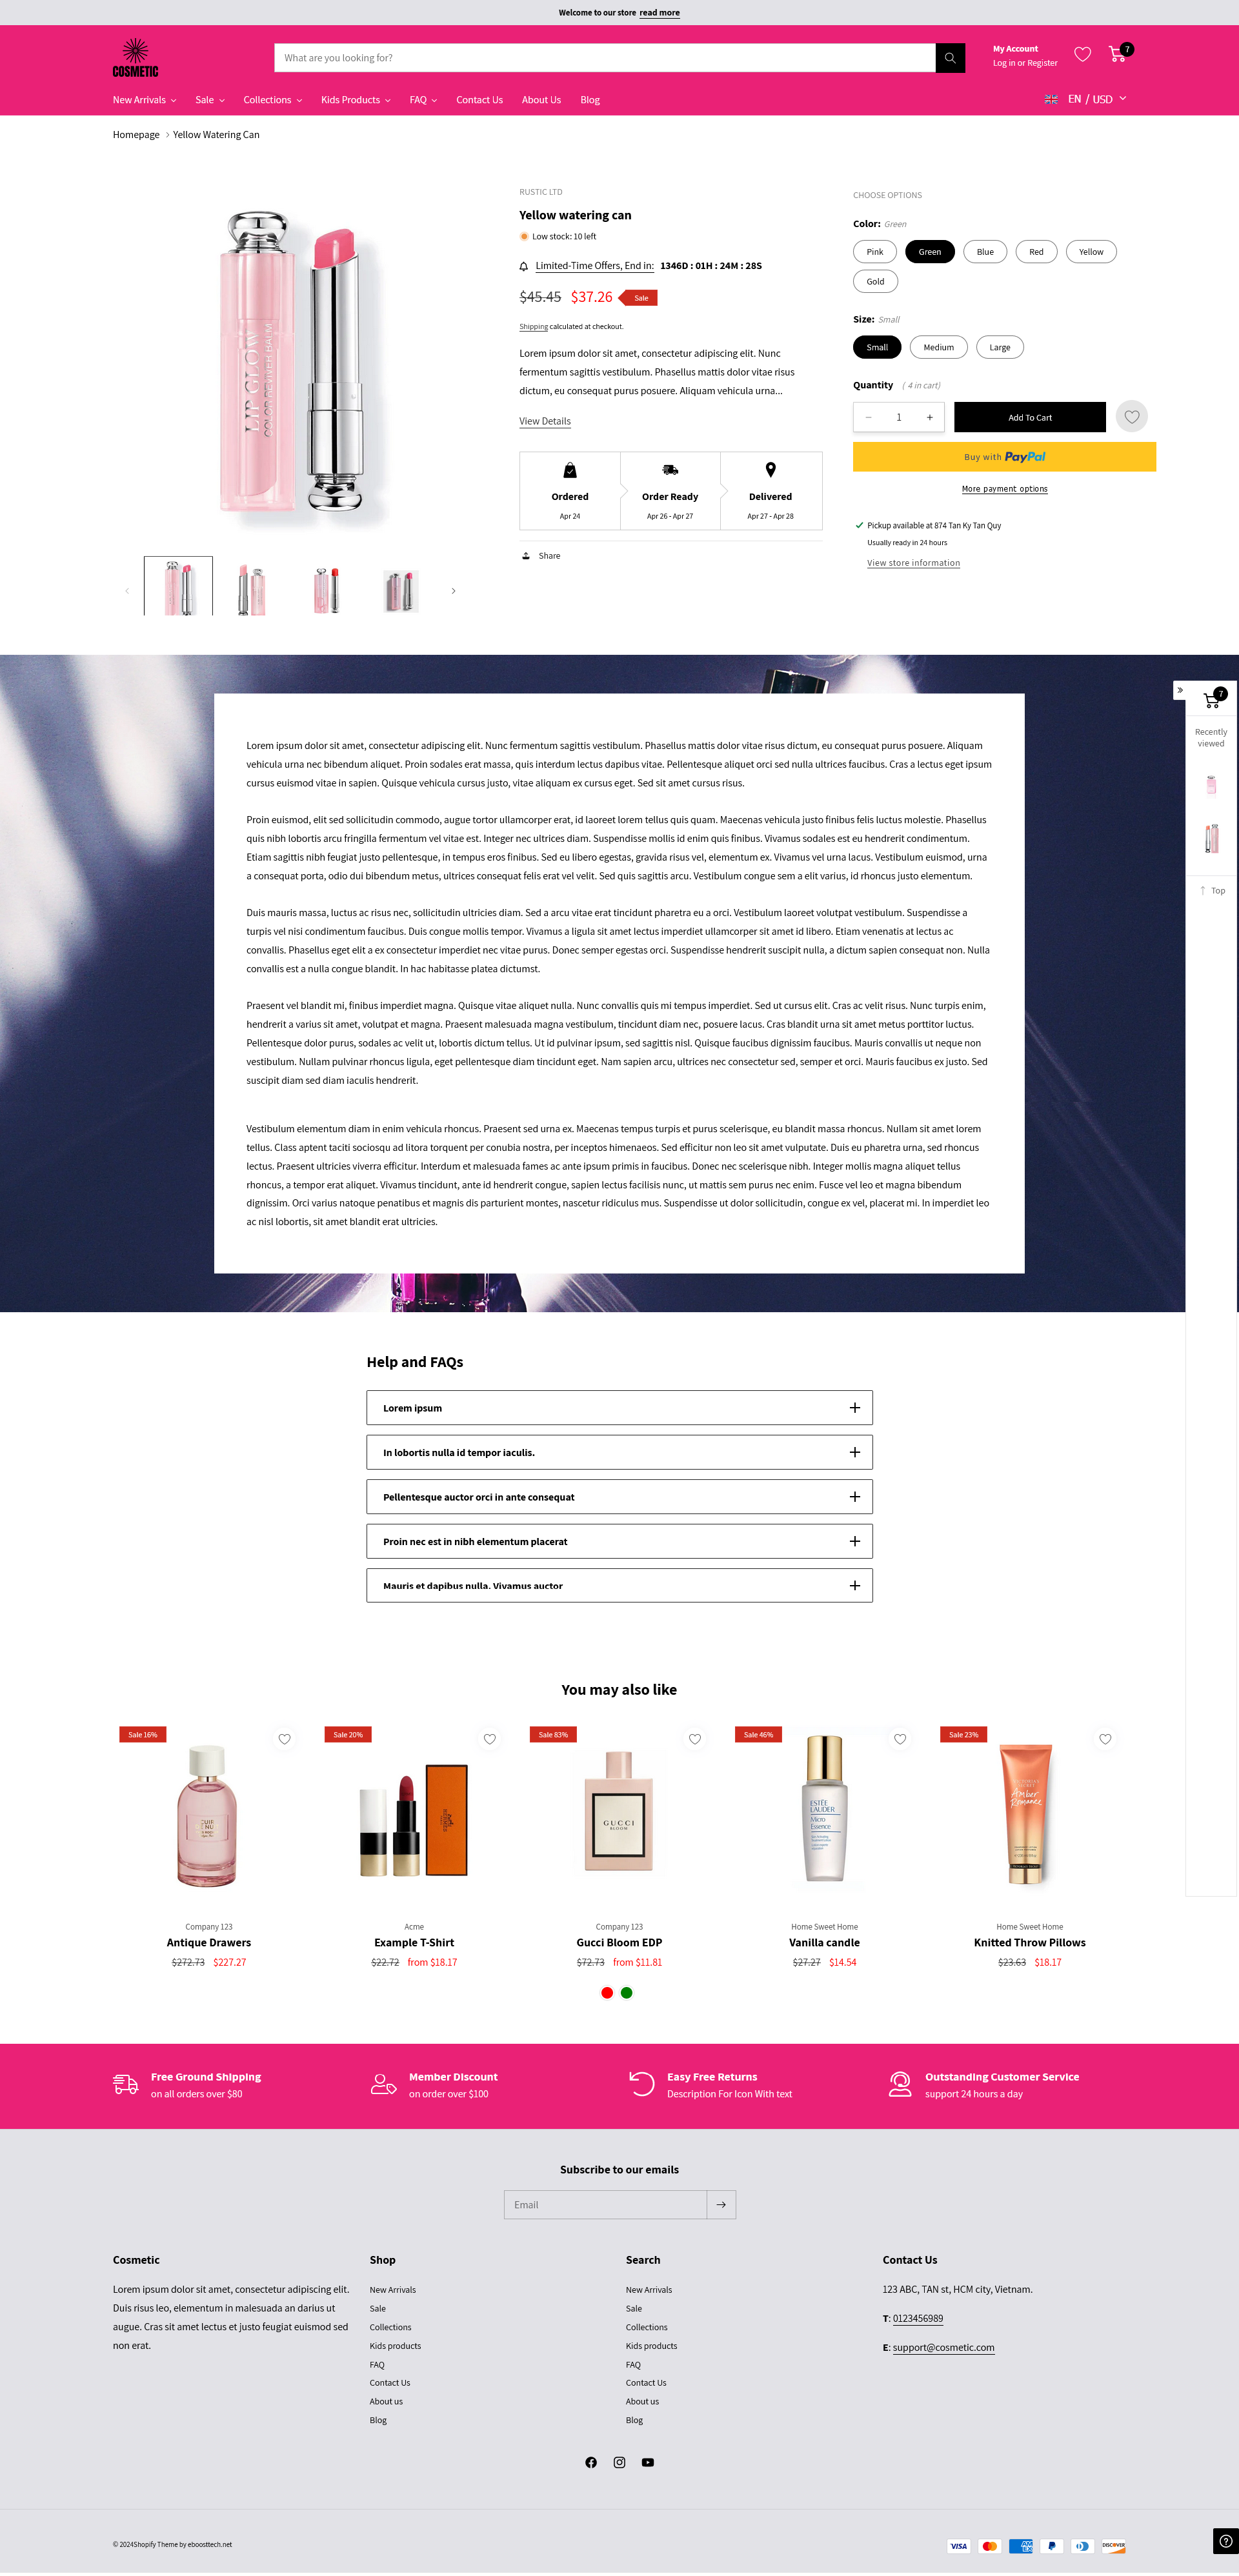 Welcome to our store read more
COSMETIC
What are you looking for?
My Account
Log in or Register
7
New Arrivals
Sale
Collections
Kids Products
FAQ
Contact Us
About Us
Blog
EN / USD
Homepage
Yellow Watering Can
LIP GLOW
COLOR REVIVER BALM
RUSTIC LTD
Yellow watering can
Low stock: 10 left
Limited-Time Offers, End in: 1346D : 01H : 24M : 28S
$45.45 $37.26 Sale
Shipping calculated at checkout.
Lorem ipsum dolor sit amet, consectetur adipiscing elit. Nunc
fermentum sagittis vestibulum. Phasellus mattis dolor vitae risus
dictum, eu consequat purus posuere. Aliquam vehicula urna...
View Details
Ordered
Apr 24
Order Ready
Apr 26 - Apr 27
Delivered
Apr 27 - Apr 28
Share
CHOOSE OPTIONS
Color: Green
Pink
Green
Blue
Red
Yellow
Gold
Size: Small
Small
Medium
Large
Quantity ( 4 in cart)
1
Add To Cart
Buy with PayPal
More payment options
Pickup available at 874 Tan Ky Tan Quy
Usually ready in 24 hours
View store information
7
Recently
viewed
Top
Lorem ipsum dolor sit amet, consectetur adipiscing elit. Nunc fermentum sagittis vestibulum. Phasellus mattis dolor vitae risus dictum, eu consequat purus posuere. Aliquam
vehicula urna nec bibendum aliquet. Proin sodales erat massa, quis interdum lectus dapibus vitae. Pellentesque aliquet orci sed nulla ultrices faucibus. Cras a lectus eget ipsum
cursus euismod vitae in sapien. Quisque vehicula cursus justo, vitae aliquam ex cursus eget. Sed sit amet cursus risus.
Proin euismod, elit sed sollicitudin commodo, augue tortor ullamcorper erat, id laoreet lorem tellus quis quam. Maecenas vehicula justo finibus felis luctus molestie. Phasellus
quis nibh lobortis arcu fringilla fermentum vel vitae est. Integer nec ultrices diam. Suspendisse mollis id enim quis finibus. Vivamus sodales est eu hendrerit condimentum.
Etiam sagittis nibh feugiat justo pellentesque, in tempus eros finibus. Sed eu libero egestas, gravida risus vel, elementum ex. Vivamus vel urna lacus. Vestibulum euismod, urna
a consequat porta, odio dui bibendum metus, ultrices consequat felis erat vel velit. Sed quis sagittis arcu. Vestibulum congue sem a elit varius, id rhoncus justo elementum.
Duis mauris massa, luctus ac risus nec, sollicitudin ultricies diam. Sed a arcu vitae erat tincidunt pharetra eu a orci. Vestibulum laoreet volutpat vestibulum. Suspendisse a
turpis vel nisi condimentum faucibus. Duis congue mollis tempor. Vivamus a ligula sit amet lectus imperdiet ullamcorper sit amet id libero. Etiam venenatis at lectus ac
convallis. Phasellus eget elit a ex consectetur imperdiet nec vitae purus. Donec semper egestas orci. Suspendisse hendrerit suscipit nulla, a dictum sapien consequat non. Nulla
convallis est a nulla congue blandit. In hac habitasse platea dictumst.
Praesent vel blandit mi, finibus imperdiet magna. Quisque vitae aliquet nulla. Nunc convallis quis mi tempus imperdiet. Sed ut cursus elit. Cras ac velit risus. Nunc turpis enim,
hendrerit a varius sit amet, volutpat et magna. Praesent malesuada magna vestibulum, tincidunt diam nec, posuere lacus. Cras blandit urna sit amet metus porttitor luctus.
Pellentesque dolor purus, sodales ac velit ut, lobortis dictum tellus. Ut id pulvinar ipsum, sed sagittis nisl. Quisque faucibus dignissim faucibus. Mauris convallis ut neque non
vestibulum. Nullam pulvinar rhoncus ligula, eget pellentesque diam tincidunt eget. Nam sapien arcu, ultrices nec consectetur sed, semper et orci. Mauris faucibus ex justo. Sed
suscipit diam sed diam iaculis hendrerit.
Vestibulum elementum diam in enim vehicula rhoncus. Praesent sed urna ex. Maecenas tempus turpis et purus scelerisque, eu blandit massa rhoncus. Nullam sit amet lorem
tellus. Class aptent taciti sociosqu ad litora torquent per conubia nostra, per inceptos himenaeos. Sed efficitur non leo sit amet vulputate. Duis eu pharetra urna, sed rhoncus
lectus. Praesent ultricies viverra efficitur. Interdum et malesuada fames ac ante ipsum primis in faucibus. Donec nec scelerisque nibh. Integer mollis magna aliquet tellus
rhoncus, a tempor erat aliquet. Vivamus tincidunt, ante id hendrerit congue, sapien lectus facilisis nunc, ut mattis sem purus nec enim. Fusce vel leo et magna bibendum
dignissim. Orci varius natoque penatibus et magnis dis parturient montes, nascetur ridiculus mus. Suspendisse ut dolor sollicitudin, congue ex vel, placerat mi. In imperdiet leo
ac nisl lobortis, sit amet blandit erat ultricies.
Help and FAQs
Lorem ipsum
In lobortis nulla id tempor iaculis.
Pellentesque auctor orci in ante consequat
Proin nec est in nibh elementum placerat
Mauris et dapibus nulla. Vivamus auctor
You may also like
Sale 16%
Sale 20%
Sale 83%
Sale 46%
Sale 23%
GUCCI
BLOOM
ESTĒE
LAUDER
Micro
Essence
Amber
Romance
Company 123
Antique Drawers
$272.73 $227.27
Acme
Example T-Shirt
$22.72 from $18.17
Company 123
Gucci Bloom EDP
$72.73 from $11.81
Home Sweet Home
Vanilla candle
$27.27 $14.54
Home Sweet Home
Knitted Throw Pillows
$23.63 $18.17
Free Ground Shipping
on all orders over $80
Member Discount
on order over $100
Easy Free Returns
Description For Icon With text
Outstanding Customer Service
support 24 hours a day
Subscribe to our emails
Email
Cosmetic
Lorem ipsum dolor sit amet, consectetur adipiscing elit.
Duis risus leo, elementum in malesuada an darius ut
augue. Cras sit amet lectus et justo feugiat euismod sed
non erat.
Shop
New Arrivals
Sale
Collections
Kids products
FAQ
Contact Us
About us
Blog
Search
New Arrivals
Sale
Collections
Kids products
FAQ
Contact Us
About us
Blog
Contact Us
123 ABC, TAN st, HCM city, Vietnam.
T: 0123456989
E: support@cosmetic.com
© 2024Shopify Theme by eboosttech.net
VISA
AMEX
DISCOVER